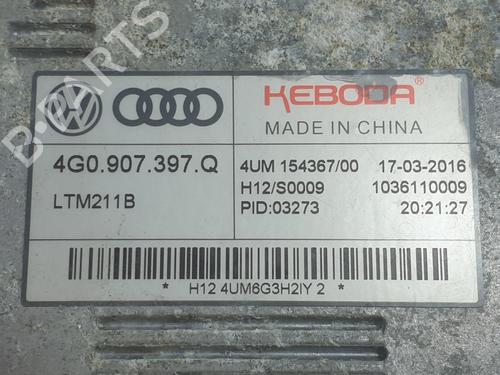 B-PARTS
KEBODA®
MADE IN CHINA
4G0.907.397.Q
LTM211B
4UM 154367/00 17-03-2016
H12/S0009 1036110009
PID:03273 20:21:27
* H12 4UM6G3H2IY 2 *